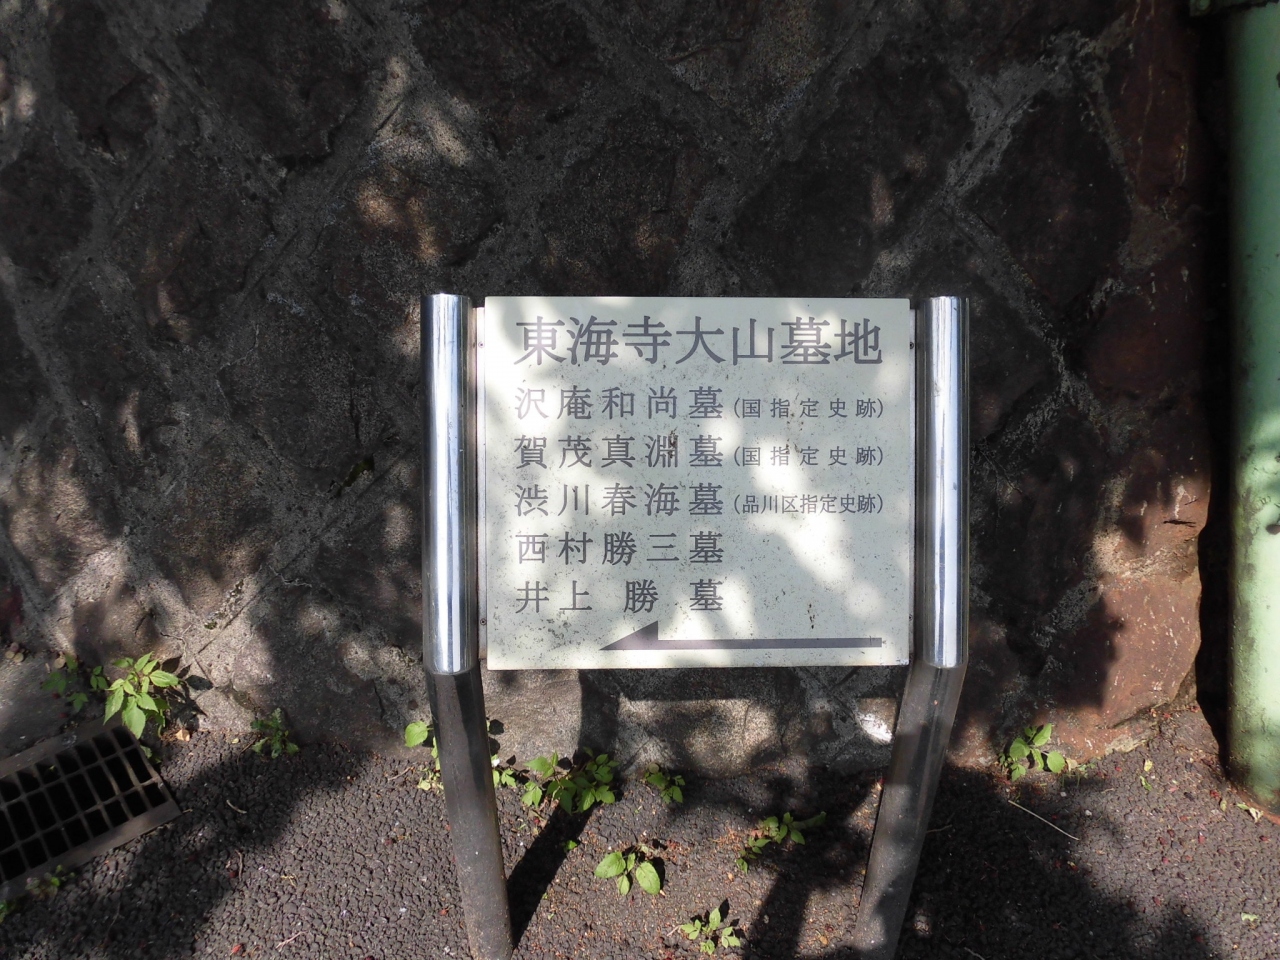 東海寺大山墓地
沢庵和尚墓(国指定史跡)
賀茂真淵墓(国指定史跡)
渋川春海墓(品川区指定史跡)
西村勝三墓
井上勝墓